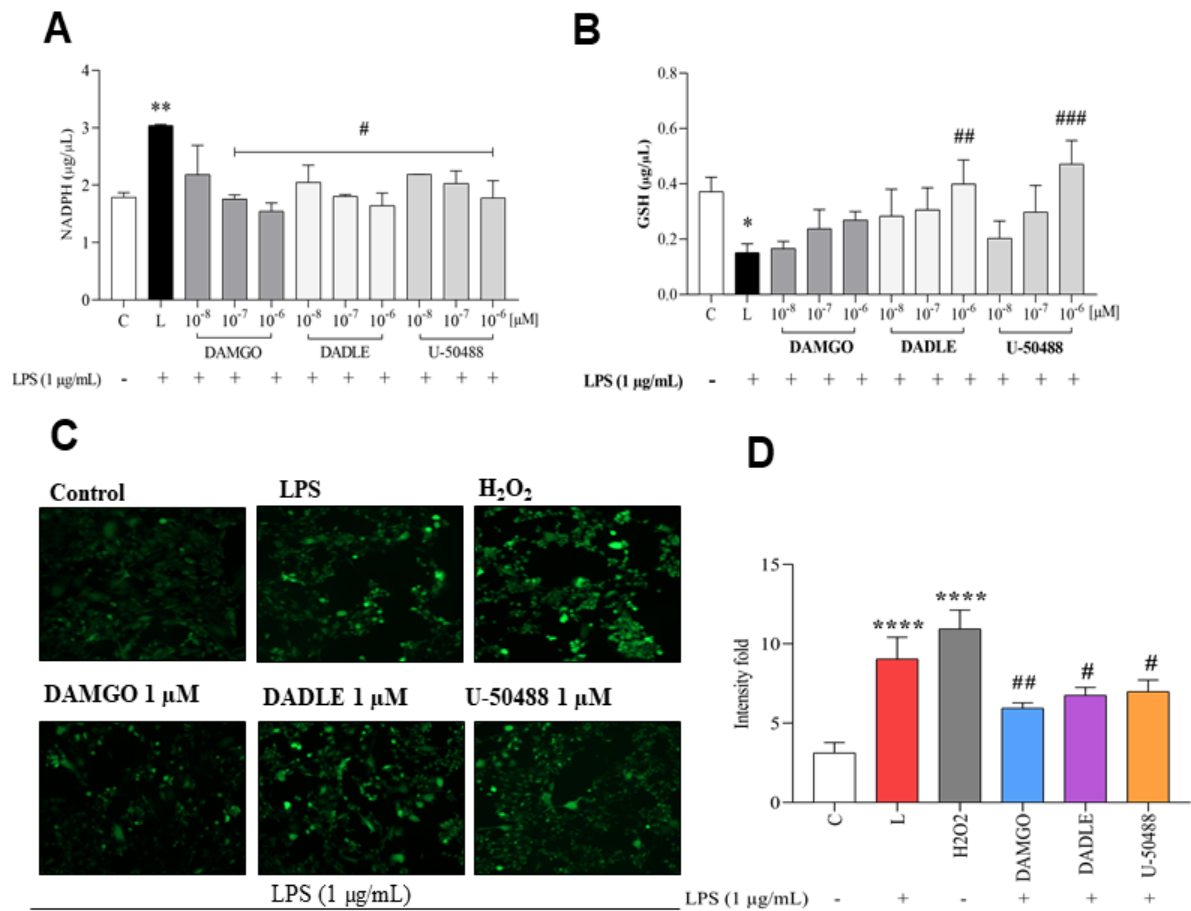 A
NADPH (µg/µL)
4
3
2
1
0
**
#
C L 10-8 10-7 10-6 10-8 10-7 10-6 10-8 10-7 10-6 [µM]
DAMGO DADLE U-50488
LPS (1 µg/mL) - + + + + + + + + + +
B
GSH (µg/µL)
0.8
0.6
0.4
0.2
0.0
*
##
###
C L 10-8 10-7 10-6 10-8 10-7 10-6 10-8 10-7 10-6 [µM]
DAMGO DADLE U-50488
LPS (1 µg/mL) - + + + + + + + + + +
C
Control LPS H2O2
DAMGO 1 µM DADLE 1 µM U-50488 1 µM
LPS (1 µg/mL)
D
Intensity fold
15
10
5
0
****
****
##
#
#
C L H2O2 DAMGO DADLE U-50488
LPS (1 µg/mL) - + - + + +